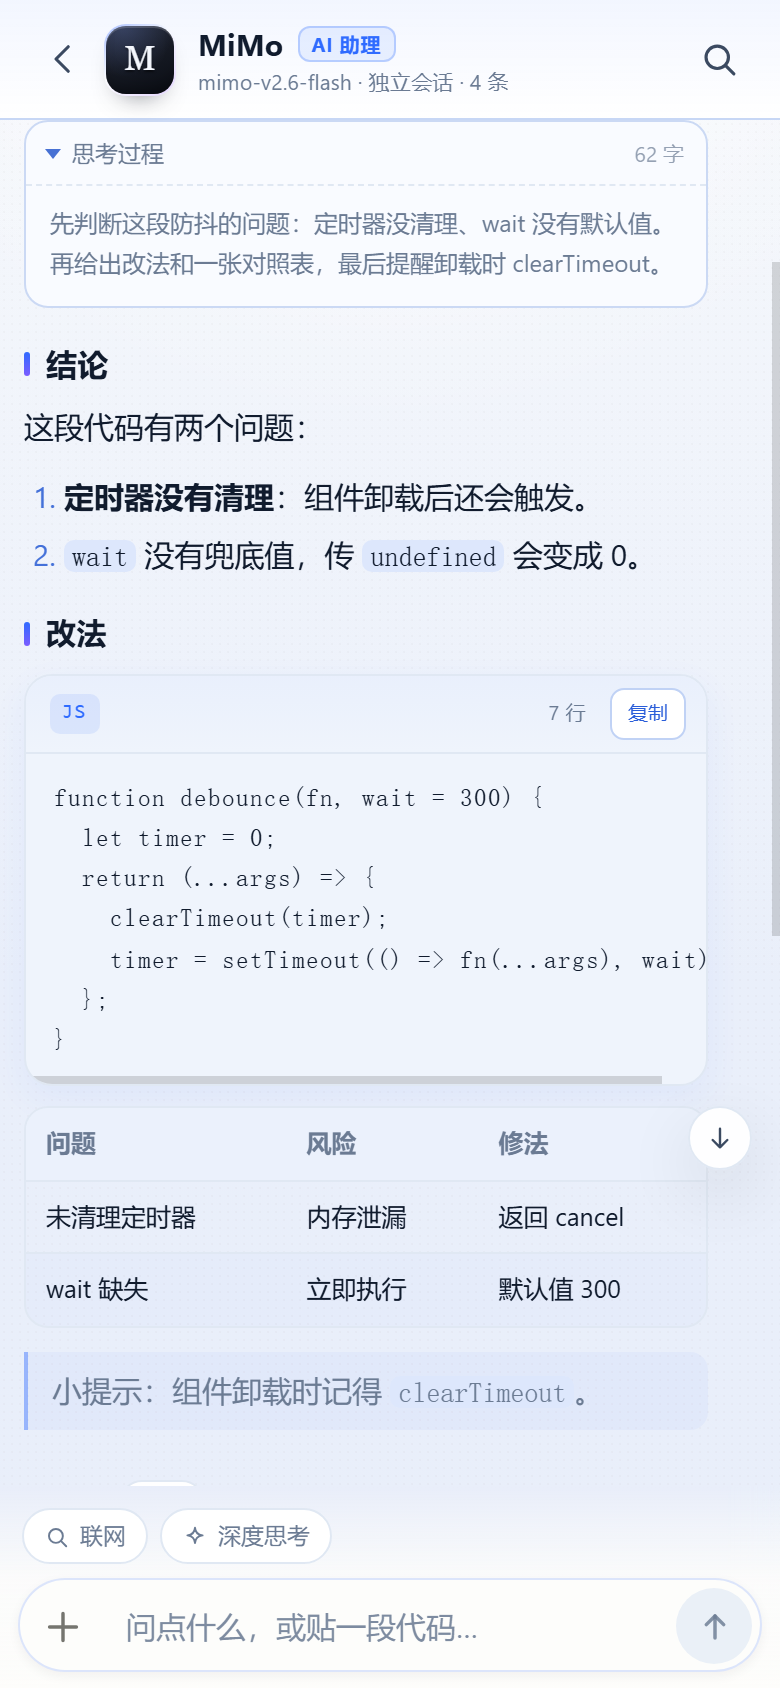 M
MiMo AI 助理
mimo-v2.6-flash · 独立会话 · 4 条
思考过程 62 字
先判断这段防抖的问题：定时器没清理、wait 没有默认值。
再给出改法和一张对照表，最后提醒卸载时 clearTimeout。
结论
这段代码有两个问题：
1. 定时器没有清理：组件卸载后还会触发。
2. wait 没有兜底值，传 undefined 会变成 0。
改法
JS 7 行 复制
function debounce(fn, wait = 300) {
  let timer = 0;
  return (...args) => {
    clearTimeout(timer);
    timer = setTimeout(() => fn(...args), wait)
  };
}
问题 风险 修法
未清理定时器 内存泄漏 返回 cancel
wait 缺失 立即执行 默认值 300
小提示：组件卸载时记得 clearTimeout 。
联网 深度思考
问点什么，或贴一段代码...